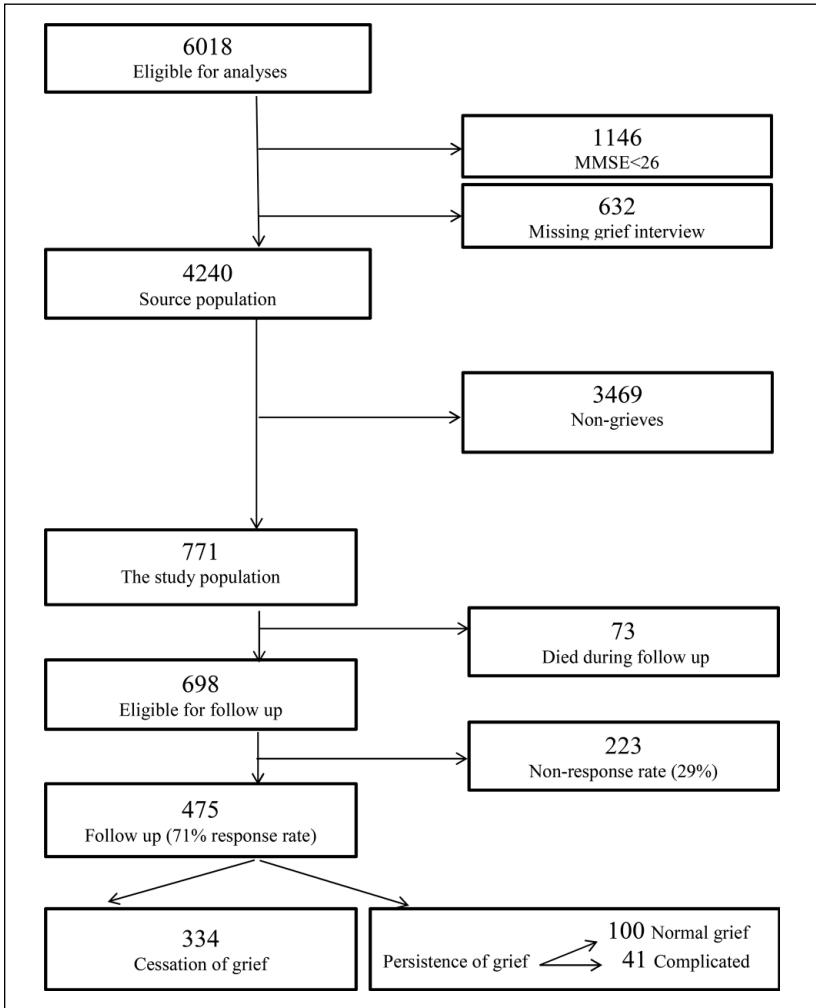 6018
Eligible for analyses
1146
MMSE<26
632
Missing grief interview
4240
Source population
3469
Non-grieves
771
The study population
73
Died during follow up
698
Eligible for follow up
223
Non-response rate (29%)
475
Follow up (71% response rate)
334
Cessation of grief
100 Normal grief
Persistence of grief
41 Complicated